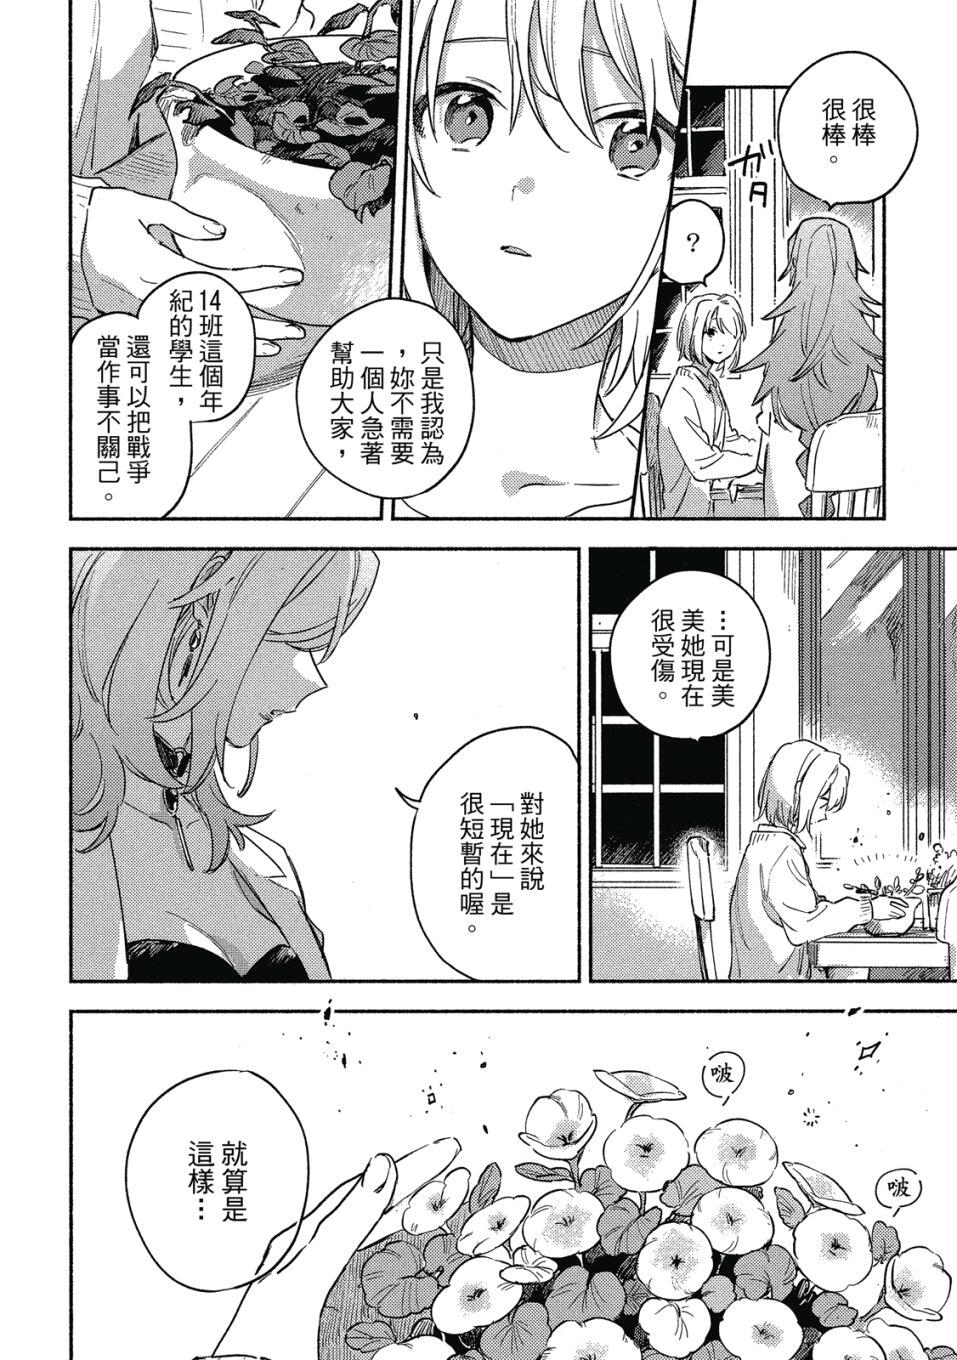 很棒
很棒。
ガタ
？
只是我認為
，妳不需要
一個人急著
幫助大家，
14班這個年
紀的學生，
還可以把戰爭
當作事不關己。
…可是美
美她現在
很受傷。
對她來說
「現在」是
很短暫的喔。
啵
啵
就算是
這樣…